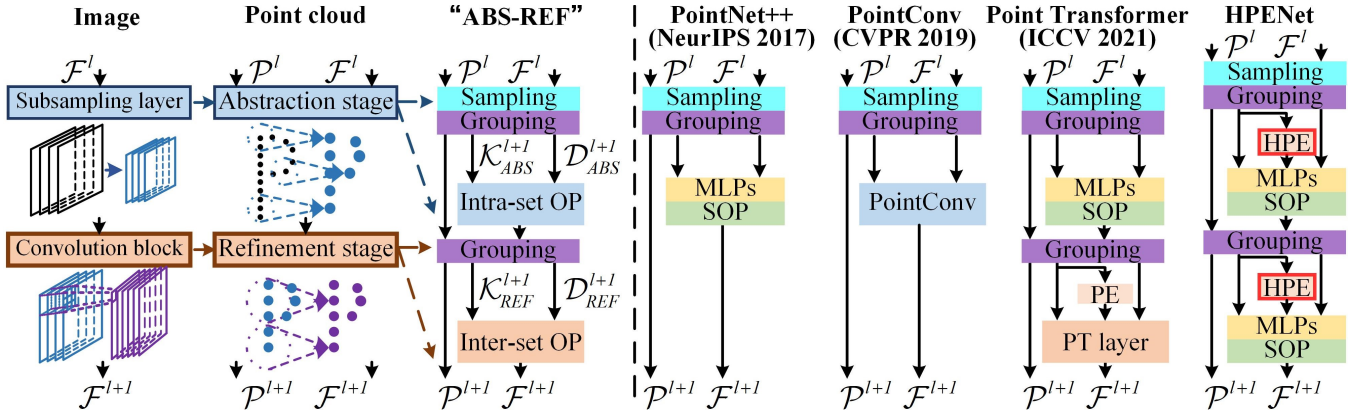 Image
Point cloud
“ABS-REF”
PointNet++
(NeurIPS 2017)
PointConv
(CVPR 2019)
Point Transformer
(ICCV 2021)
HPENet
ℱ^l
𝒫^l ℱ^l
𝒫^l ℱ^l
𝒫^l ℱ^l
𝒫^l ℱ^l
𝒫^l ℱ^l
𝒫^l ℱ^l
Subsampling layer
Abstraction stage
Sampling
Grouping
𝒦_{ABS}^{l+1} 𝒟_{ABS}^{l+1}
Intra-set OP
Convolution block
Refinement stage
Grouping
𝒦_{REF}^{l+1} 𝒟_{REF}^{l+1}
Inter-set OP
Sampling
Grouping
MLPs
SOP
Sampling
Grouping
PointConv
Sampling
Grouping
MLPs
SOP
Grouping
PE
PT layer
Sampling
Grouping
HPE
MLPs
SOP
Grouping
HPE
MLPs
SOP
ℱ^{l+1}
𝒫^{l+1} ℱ^{l+1}
𝒫^{l+1} ℱ^{l+1}
𝒫^{l+1} ℱ^{l+1}
𝒫^{l+1} ℱ^{l+1}
𝒫^{l+1} ℱ^{l+1}
𝒫^{l+1} ℱ^{l+1}